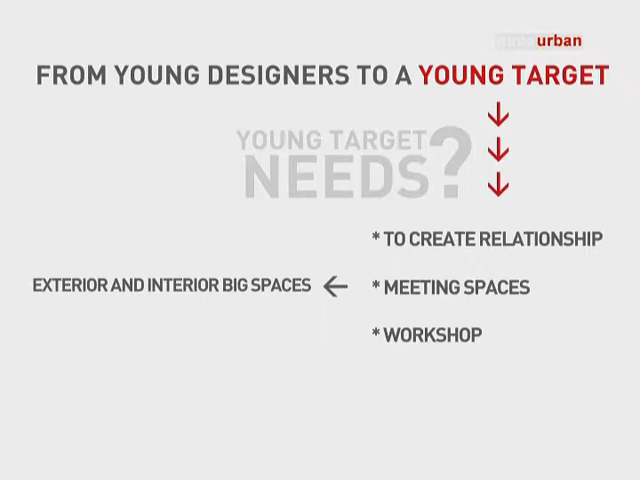 urban
FROM YOUNG DESIGNERS TO A YOUNG TARGET
YOUNG TARGET
NEEDS?
* TO CREATE RELATIONSHIP
EXTERIOR AND INTERIOR BIG SPACES
* MEETING SPACES
* WORKSHOP